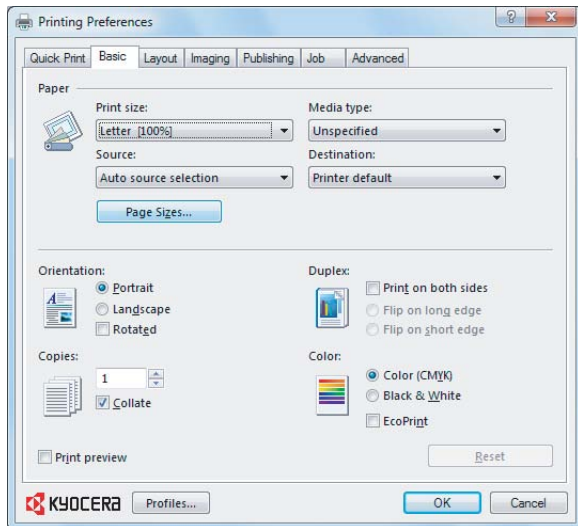 Printing Preferences
Quick Print Basic Layout Imaging Publishing Job Advanced
Paper
Print size:
Letter [100%]
Source:
Auto source selection
Page Sizes...
Media type:
Unspecified
Destination:
Printer default
Orientation:
Portrait
Landscape
Rotated
Duplex:
Print on both sides
Flip on long edge
Flip on short edge
Copies:
1
Collate
Color:
Color (CMYK)
Black & White
EcoPrint
Print preview
Reset
KYOCERA Profiles... OK Cancel